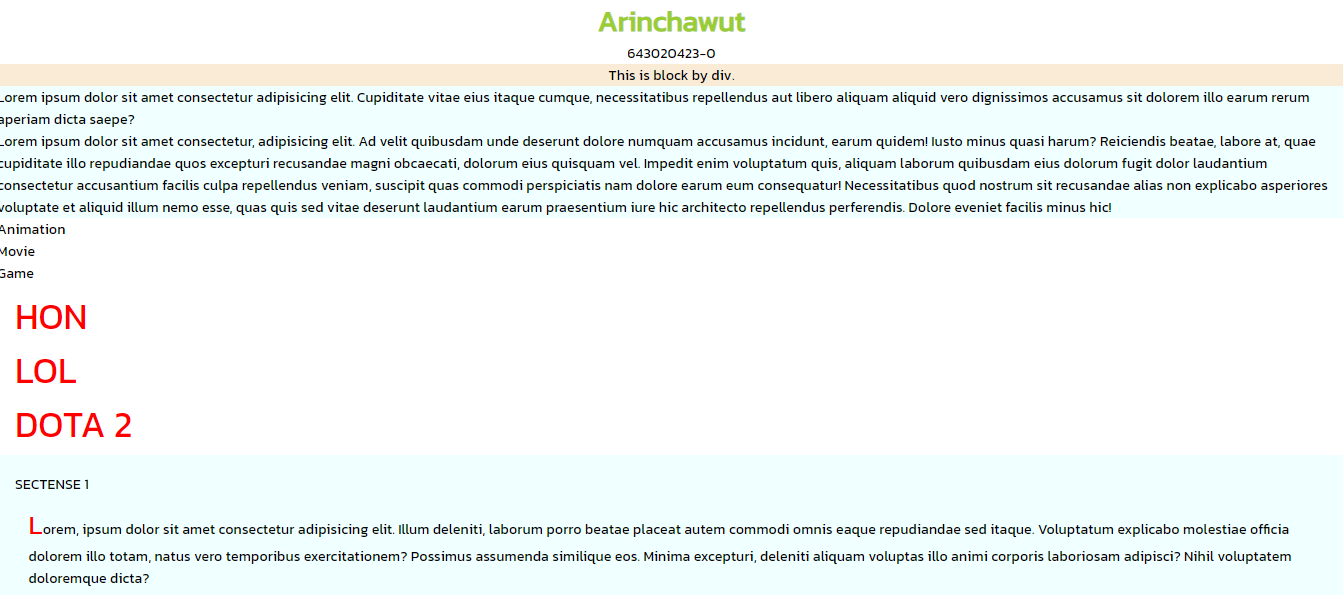 Arinchawut
643020423-0
This is block by div.
Lorem ipsum dolor sit amet consectetur adipisicing elit. Cupiditate vitae eius itaque cumque, necessitatibus repellendus aut libero aliquam aliquid vero dignissimos accusamus sit dolorem illo earum rerum
aperiam dicta saepe?
Lorem ipsum dolor sit amet consectetur, adipisicing elit. Ad velit quibusdam unde deserunt dolore numquam accusamus incidunt, earum quidem! Iusto minus quasi harum? Reiciendis beatae, labore at, quae
cupiditate illo repudiandae quos excepturi recusandae magni obcaecati, dolorum eius quisquam vel. Impedit enim voluptatum quis, aliquam laborum quibusdam eius dolorum fugit dolor laudantium
consectetur accusantium facilis culpa repellendus veniam, suscipit quas commodi perspiciatis nam dolore earum eum consequatur! Necessitatibus quod nostrum sit recusandae alias non explicabo asperiores
voluptate et aliquid illum nemo esse, quas quis sed vitae deserunt laudantium earum praesentium iure hic architecto repellendus perferendis. Dolore eveniet facilis minus hic!
Animation
Movie
Game
HON
LOL
DOTA 2
SECTENSE 1
Lorem, ipsum dolor sit amet consectetur adipisicing elit. Illum deleniti, laborum porro beatae placeat autem commodi omnis eaque repudiandae sed itaque. Voluptatum explicabo molestiae officia
dolorem illo totam, natus vero temporibus exercitationem? Possimus assumenda similique eos. Minima excepturi, deleniti aliquam voluptas illo animi corporis laboriosam adipisci? Nihil voluptatem
doloremque dicta?